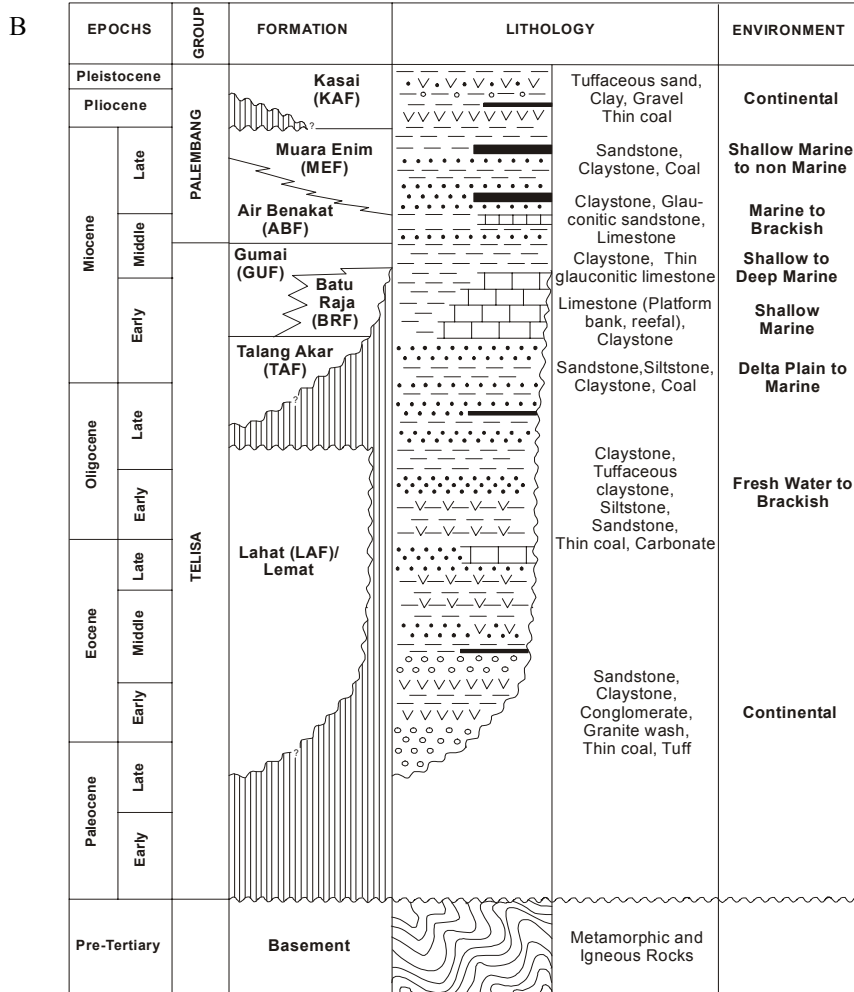 B
EPOCHS
GROUP
FORMATION
LITHOLOGY
ENVIRONMENT
Pleistocene
Pliocene
Miocene
Late
Middle
Early
Oligocene
Late
Early
Eocene
Late
Middle
Early
Paleocene
Late
Early
Pre-Tertiary
PALEMBANG
TELISA
Kasai
(KAF)
?
Muara Enim
(MEF)
Air Benakat
(ABF)
Gumai
(GUF)
Batu
Raja
(BRF)
Talang Akar
(TAF)
?
Lahat (LAF)/
Lemat
?
Basement
Tuffaceous sand,
Clay, Gravel
Thin coal
Sandstone,
Claystone, Coal
Claystone, Glau-
conitic sandstone,
Limestone
Claystone, Thin
glauconitic limestone
Limestone (Platform
bank, reefal),
Claystone
Sandstone,Siltstone,
Claystone, Coal
Claystone,
Tuffaceous
claystone,
Siltstone,
Sandstone,
Thin coal, Carbonate
Sandstone,
Claystone,
Conglomerate,
Granite wash,
Thin coal, Tuff
Metamorphic and
Igneous Rocks
Continental
Shallow Marine
to non Marine
Marine to
Brackish
Shallow to
Deep Marine
Shallow
Marine
Delta Plain to
Marine
Fresh Water to
Brackish
Continental